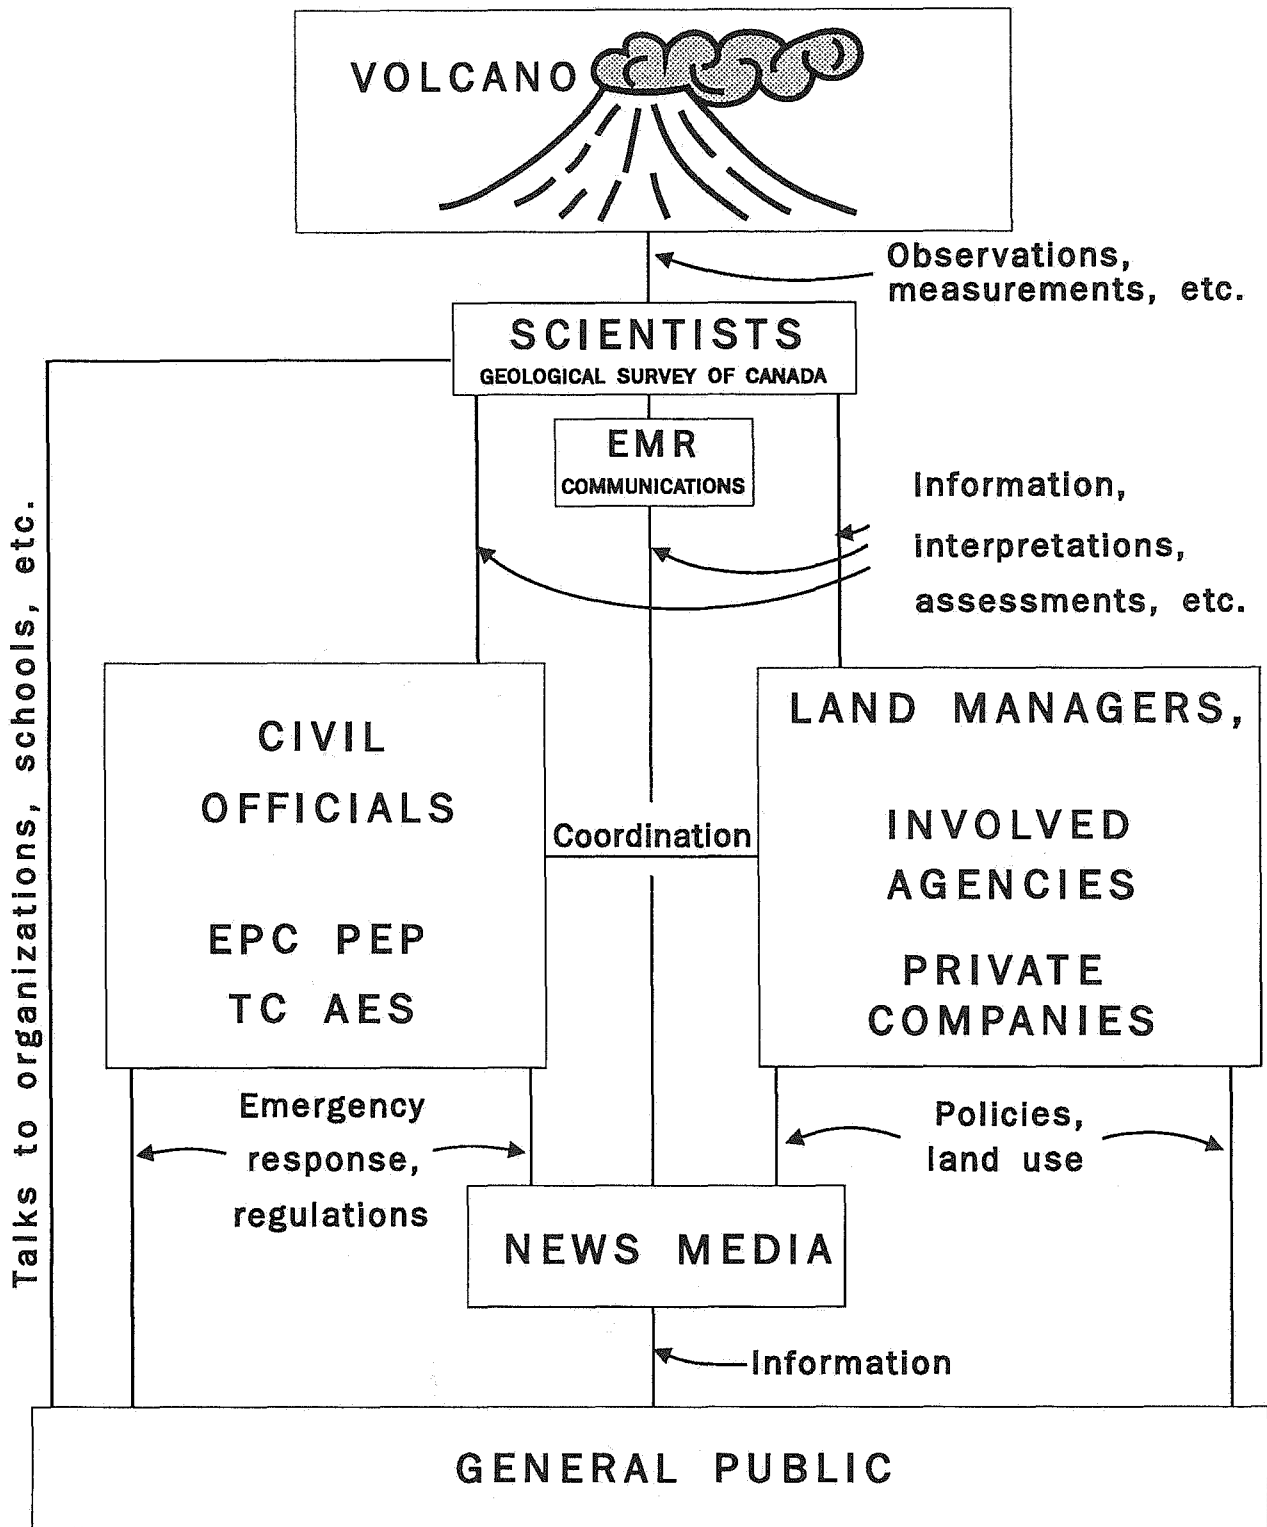 VOLCANO
Observations,
measurements, etc.
SCIENTISTS
GEOLOGICAL SURVEY OF CANADA
EMR
COMMUNICATIONS
Information,
interpretations,
assessments, etc.
Talks to organizations, schools, etc.
CIVIL
OFFICIALS
EPC PEP
TC AES
Coordination
LAND MANAGERS,
INVOLVED
AGENCIES
PRIVATE
COMPANIES
Emergency
response,
regulations
Policies,
land use
NEWS MEDIA
Information
GENERAL PUBLIC